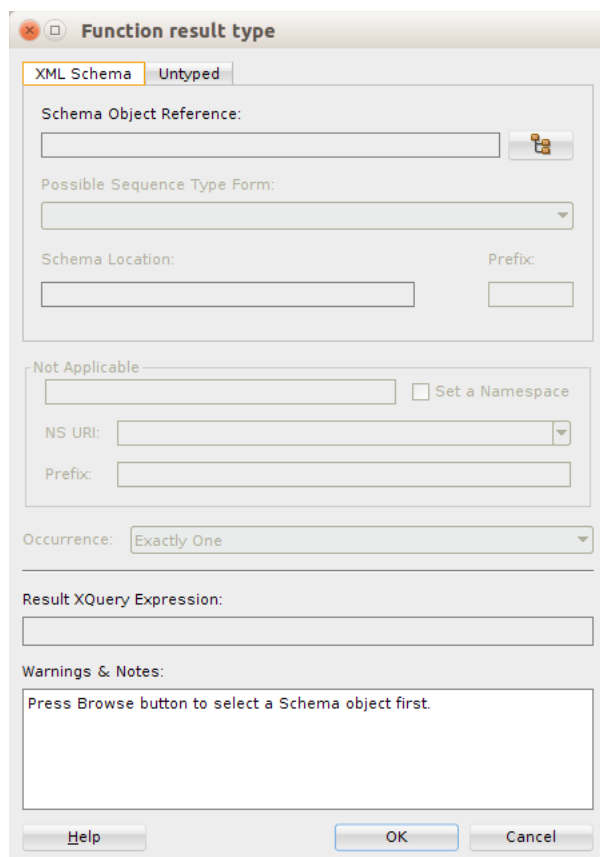 Function result type
XML Schema Untyped
Schema Object Reference:
Possible Sequence Type Form:
Schema Location: Prefix:
Not Applicable
Set a Namespace
NS URI:
Prefix:
Occurrence: Exactly One
Result XQuery Expression:
Warnings & Notes:
Press Browse button to select a Schema object first.
Help OK Cancel